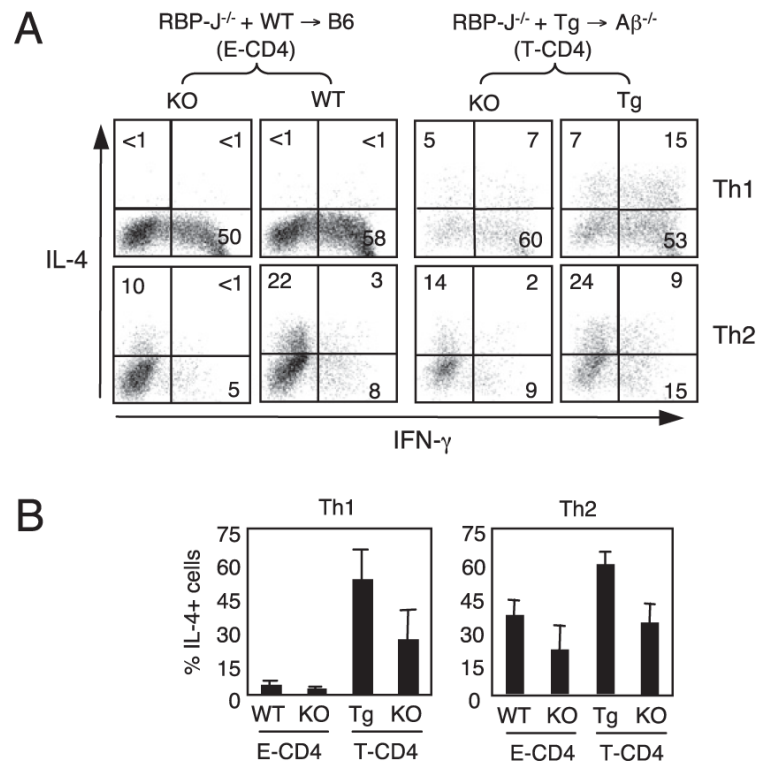 A
RBP-J-/- + WT → B6 RBP-J-/- + Tg → Aβ-/-
(E-CD4) (T-CD4)
KO WT KO Tg
<1 <1 <1 <1 5 7 7 15
Th1
50 58 60 53
IL-4
10 <1 22 3 14 2 24 9
Th2
5 8 9 15
IFN-γ
B
Th1 Th2
% IL-4+ cells
75 75
60 60
45 45
30 30
15 15
0 0
WT KO Tg KO WT KO Tg KO
E-CD4 T-CD4 E-CD4 T-CD4